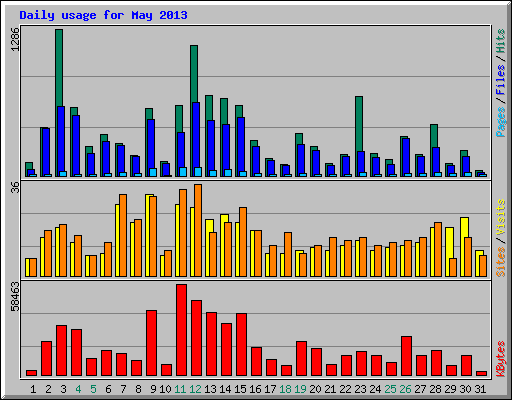 Daily usage for May 2013
1286
36
58463
Pages / Files / Hits
Sites / Visits
KBytes
1 2 3 4 5 6 7 8 9 10 11 12 13 14 15 16 17 18 19 20 21 22 23 24 25 26 27 28 29 30 31